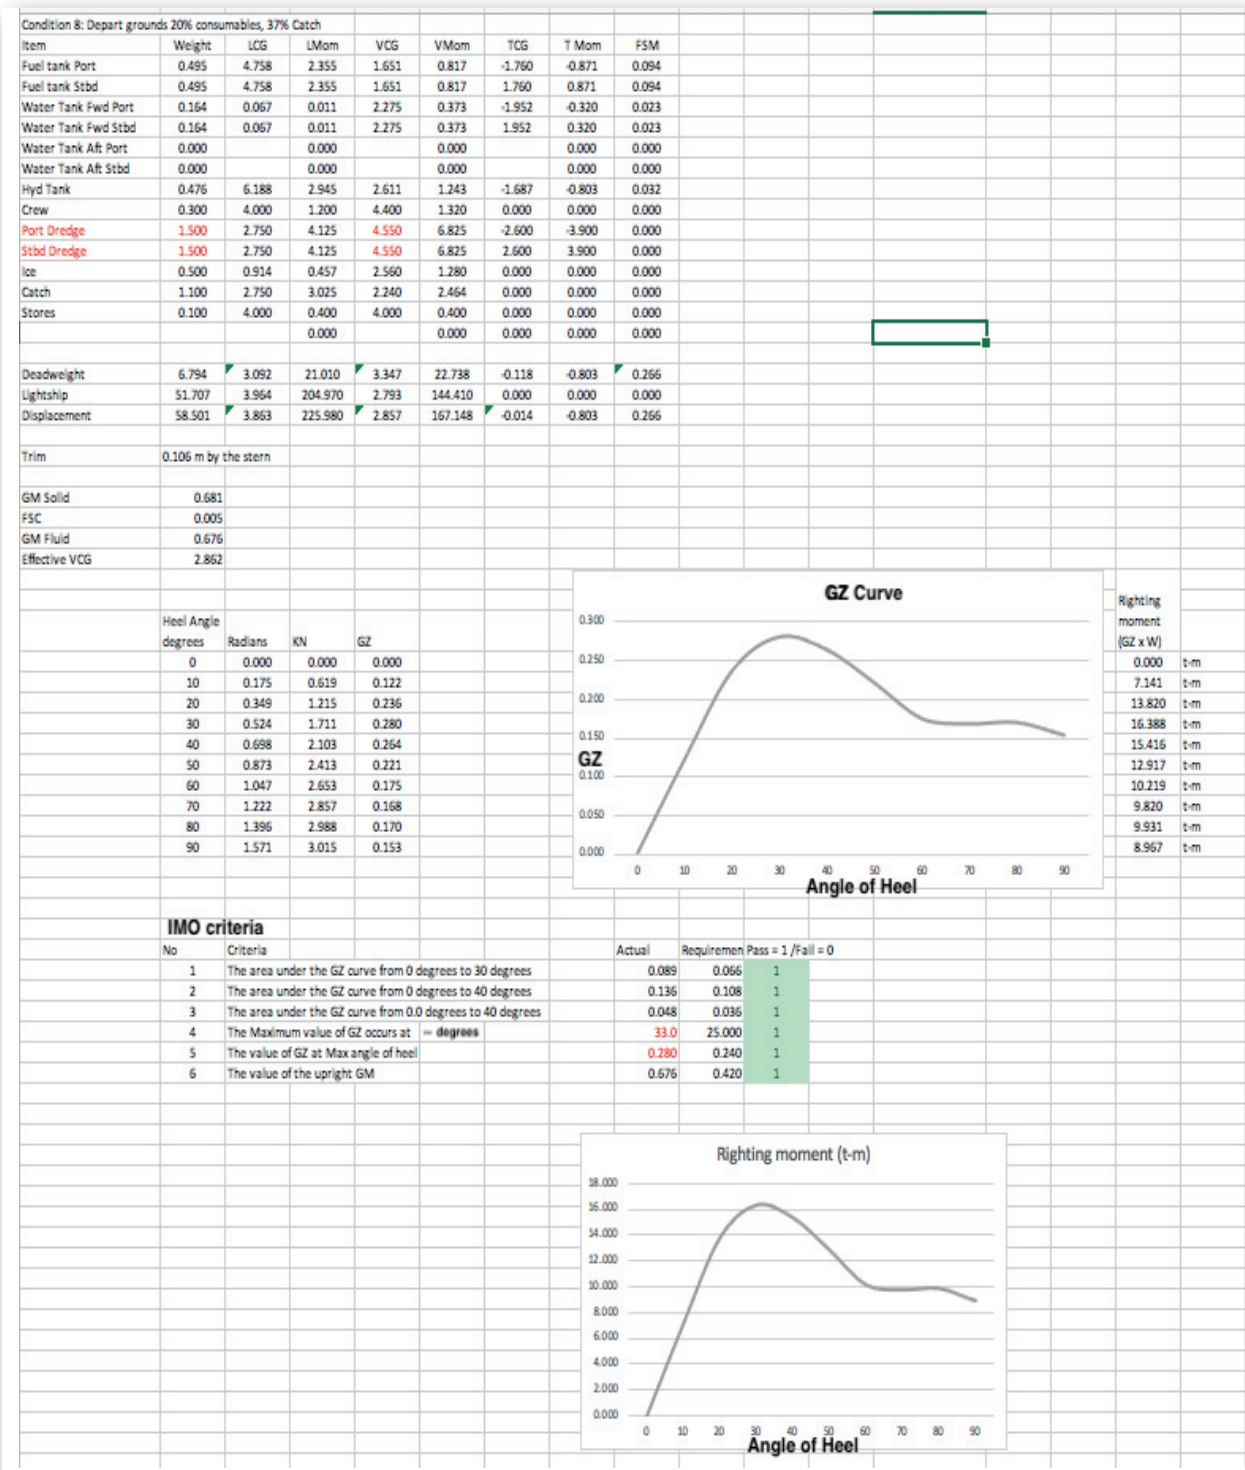 Condition 8: Depart grounds 20% consumables, 37% Catch
Item Weight LCG LMom VCG VMom TCG T Mom FSM
Fuel tank Port 0.495 4.758 2.355 1.651 0.817 -1.760 -0.871 0.094
Fuel tank Stbd 0.495 4.758 2.355 1.651 0.817 1.760 0.871 0.094
Water Tank Fwd Port 0.164 0.067 0.011 2.275 0.373 -1.952 -0.320 0.023
Water Tank Fwd Stbd 0.164 0.067 0.011 2.275 0.373 1.952 0.320 0.023
Water Tank Aft Port 0.000 0.000 0.000 0.000 0.000
Water Tank Aft Stbd 0.000 0.000 0.000 0.000 0.000
Hyd Tank 0.476 6.188 2.945 2.611 1.243 -1.687 -0.803 0.032
Crew 0.300 4.000 1.200 4.400 1.320 0.000 0.000 0.000
Port Dredge 1.500 2.750 4.125 4.550 6.825 -2.600 -3.900 0.000
Stbd Dredge 1.500 2.750 4.125 4.550 6.825 2.600 3.900 0.000
Ice 0.500 0.914 0.457 2.560 1.280 0.000 0.000 0.000
Catch 1.100 2.750 3.025 2.240 2.464 0.000 0.000 0.000
Stores 0.100 4.000 0.400 4.000 0.400 0.000 0.000 0.000
0.000 0.000 0.000 0.000 0.000
Deadweight 6.794 3.092 21.010 3.347 22.738 -0.118 -0.803 0.266
Lightship 51.707 3.964 204.970 2.793 144.410 0.000 0.000 0.000
Displacement 58.501 3.863 225.980 2.857 167.148 -0.014 -0.803 0.266
Trim 0.106 m by the stern
GM Solid 0.681
FSC 0.005
GM Fluid 0.676
Effective VCG 2.862
Heel Angle
degrees Radians KN GZ
0 0.000 0.000 0.000
10 0.175 0.619 0.122
20 0.349 1.215 0.236
30 0.524 1.711 0.280
40 0.698 2.103 0.264
50 0.873 2.413 0.221
60 1.047 2.653 0.175
70 1.222 2.857 0.168
80 1.396 2.988 0.170
90 1.571 3.015 0.153
GZ Curve
0.300
0.250
0.200
0.150
GZ
0.100
0.050
0.000
0 10 20 30 40 50 60 70 80 90
Angle of Heel
Righting
moment
(GZ x W)
0.000 t-m
7.141 t-m
13.820 t-m
16.388 t-m
15.416 t-m
12.917 t-m
10.219 t-m
9.820 t-m
9.931 t-m
8.967 t-m
IMO criteria
No Criteria Actual Requiremen Pass = 1 /Fail = 0
1 The area under the GZ curve from 0 degrees to 30 degrees 0.089 0.066 1
2 The area under the GZ curve from 0 degrees to 40 degrees 0.136 0.108 1
3 The area under the GZ curve from 0.0 degrees to 40 degrees 0.048 0.036 1
4 The Maximum value of GZ occurs at — degrees 33.0 25.000 1
5 The value of GZ at Max angle of heel 0.280 0.240 1
6 The value of the upright GM 0.676 0.420 1
Righting moment (t-m)
18.000
16.000
14.000
12.000
10.000
8.000
6.000
4.000
2.000
0.000
0 10 20 30 40 50 60 70 80 90
Angle of Heel